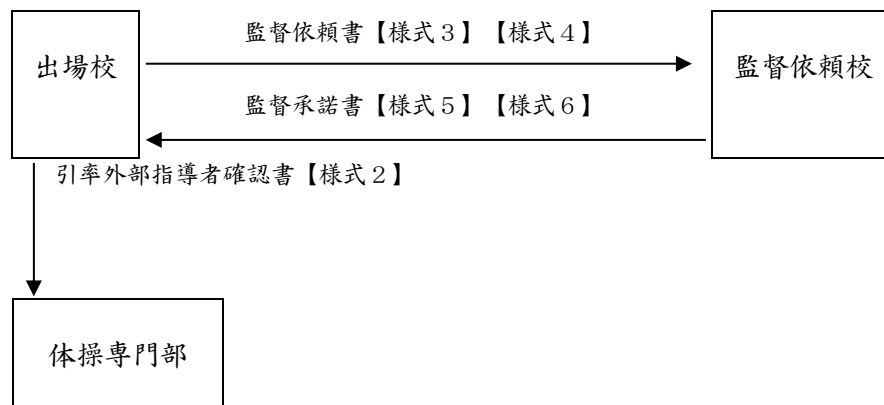 監督依頼書【様式３】【様式４】
出場校
監督依頼校
監督承諾書【様式５】【様式６】
引率外部指導者確認書【様式２】
体操専門部